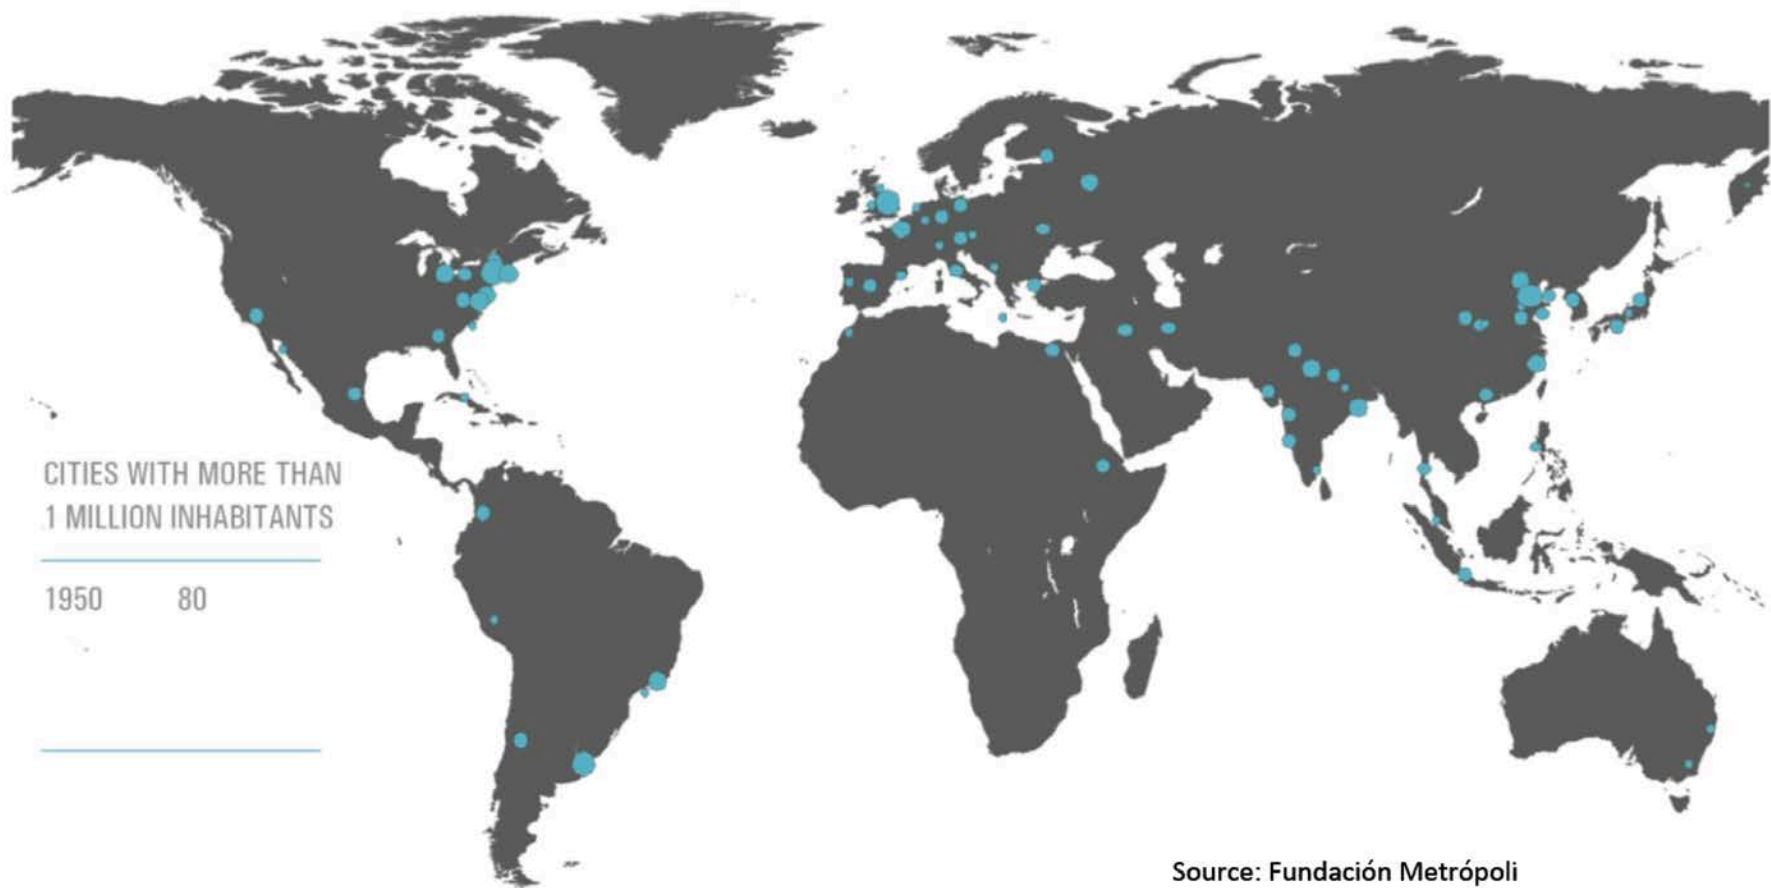 CITIES WITH MORE THAN
1 MILLION INHABITANTS
1950 80
Source: Fundación Metrópoli